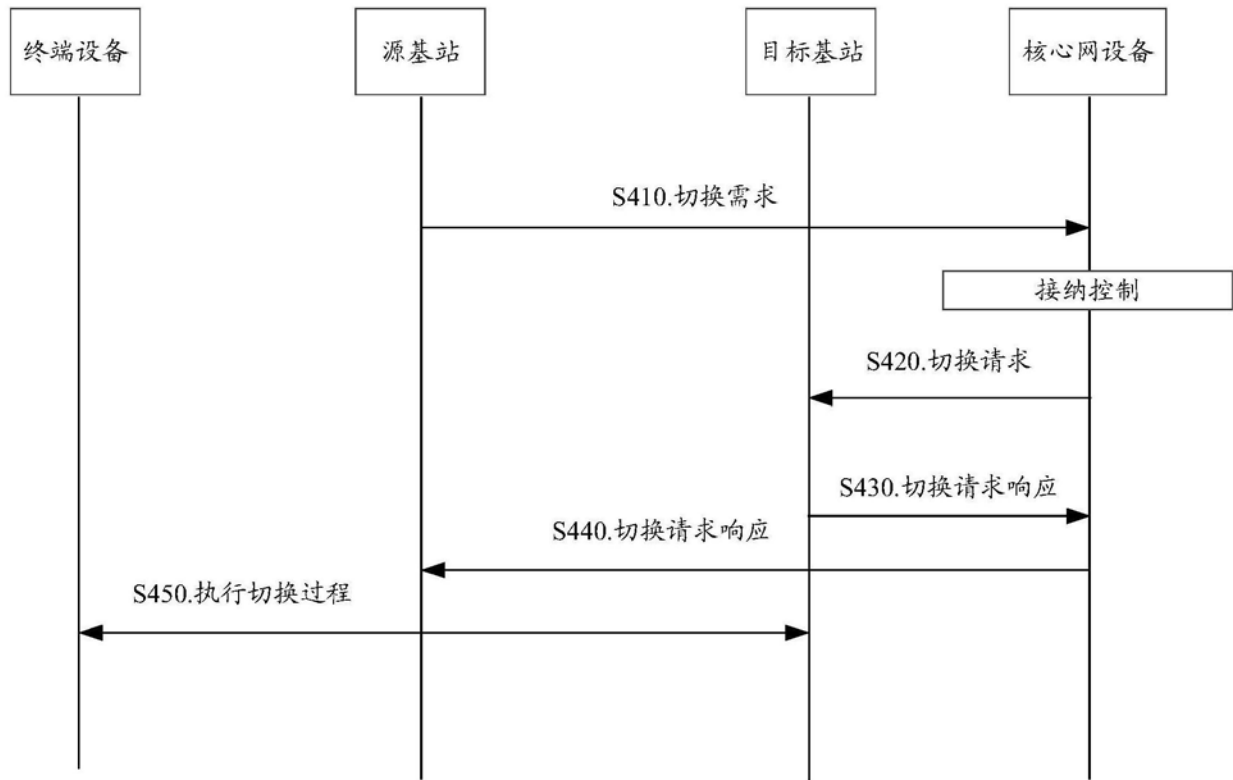 终端设备
源基站
目标基站
核心网设备
S410.切换需求
接纳控制
S420.切换请求
S430.切换请求响应
S440.切换请求响应
S450.执行切换过程